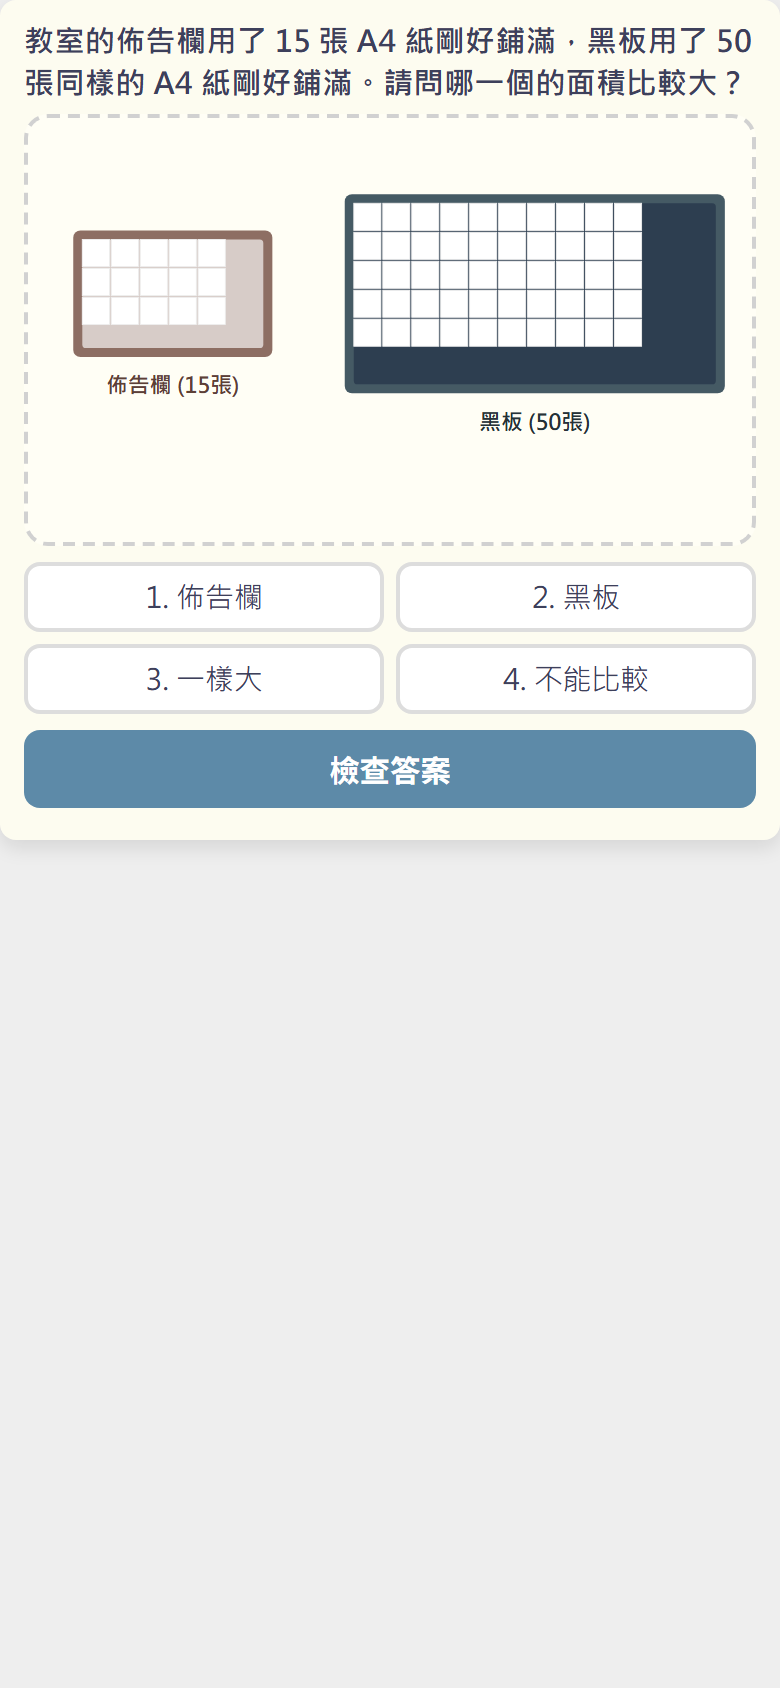 教室的佈告欄用了 15 張 A4 紙剛好鋪滿，黑板用了 50
張同樣的 A4 紙剛好鋪滿。請問哪一個的面積比較大？
佈告欄 (15張)
黑板 (50張)
1. 佈告欄
2. 黑板
3. 一樣大
4. 不能比較
檢查答案